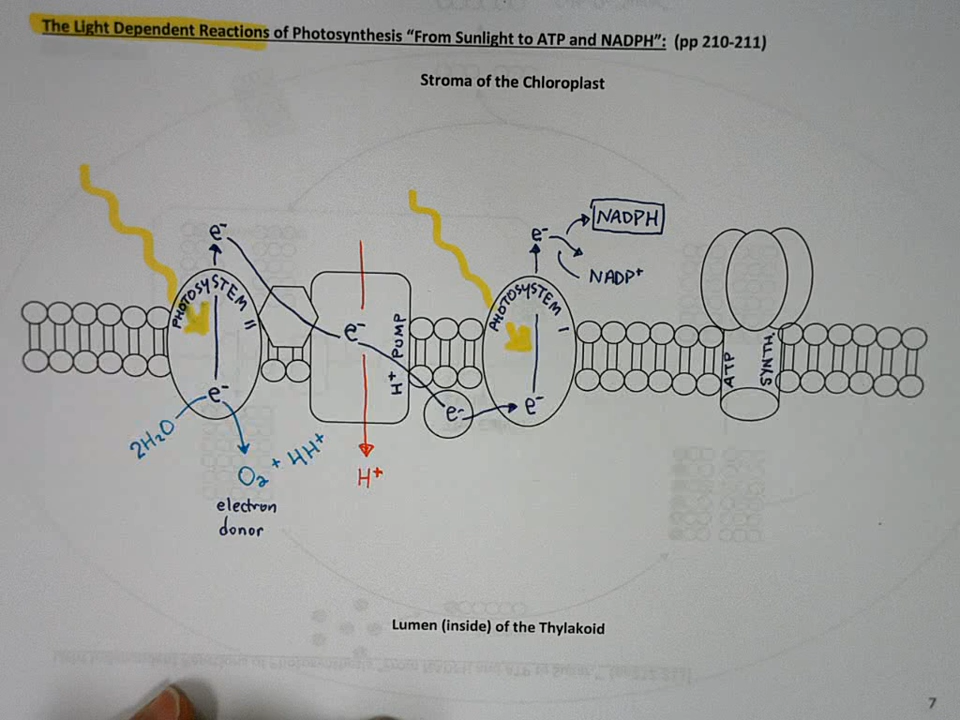 The Light Dependent Reactions of Photosynthesis “From Sunlight to ATP and NADPH”: (pp 210-211)
Stroma of the Chloroplast
e-
e-
NADPH
NADP+
PHOTOSYSTEM II
e-
H+ PUMP
PHOTOSYSTEM I
ATP
SYNTH.
e-
e-
e-
2H₂O
O₂ + 4H+
H+
electron
donor
Lumen (inside) of the Thylakoid
7